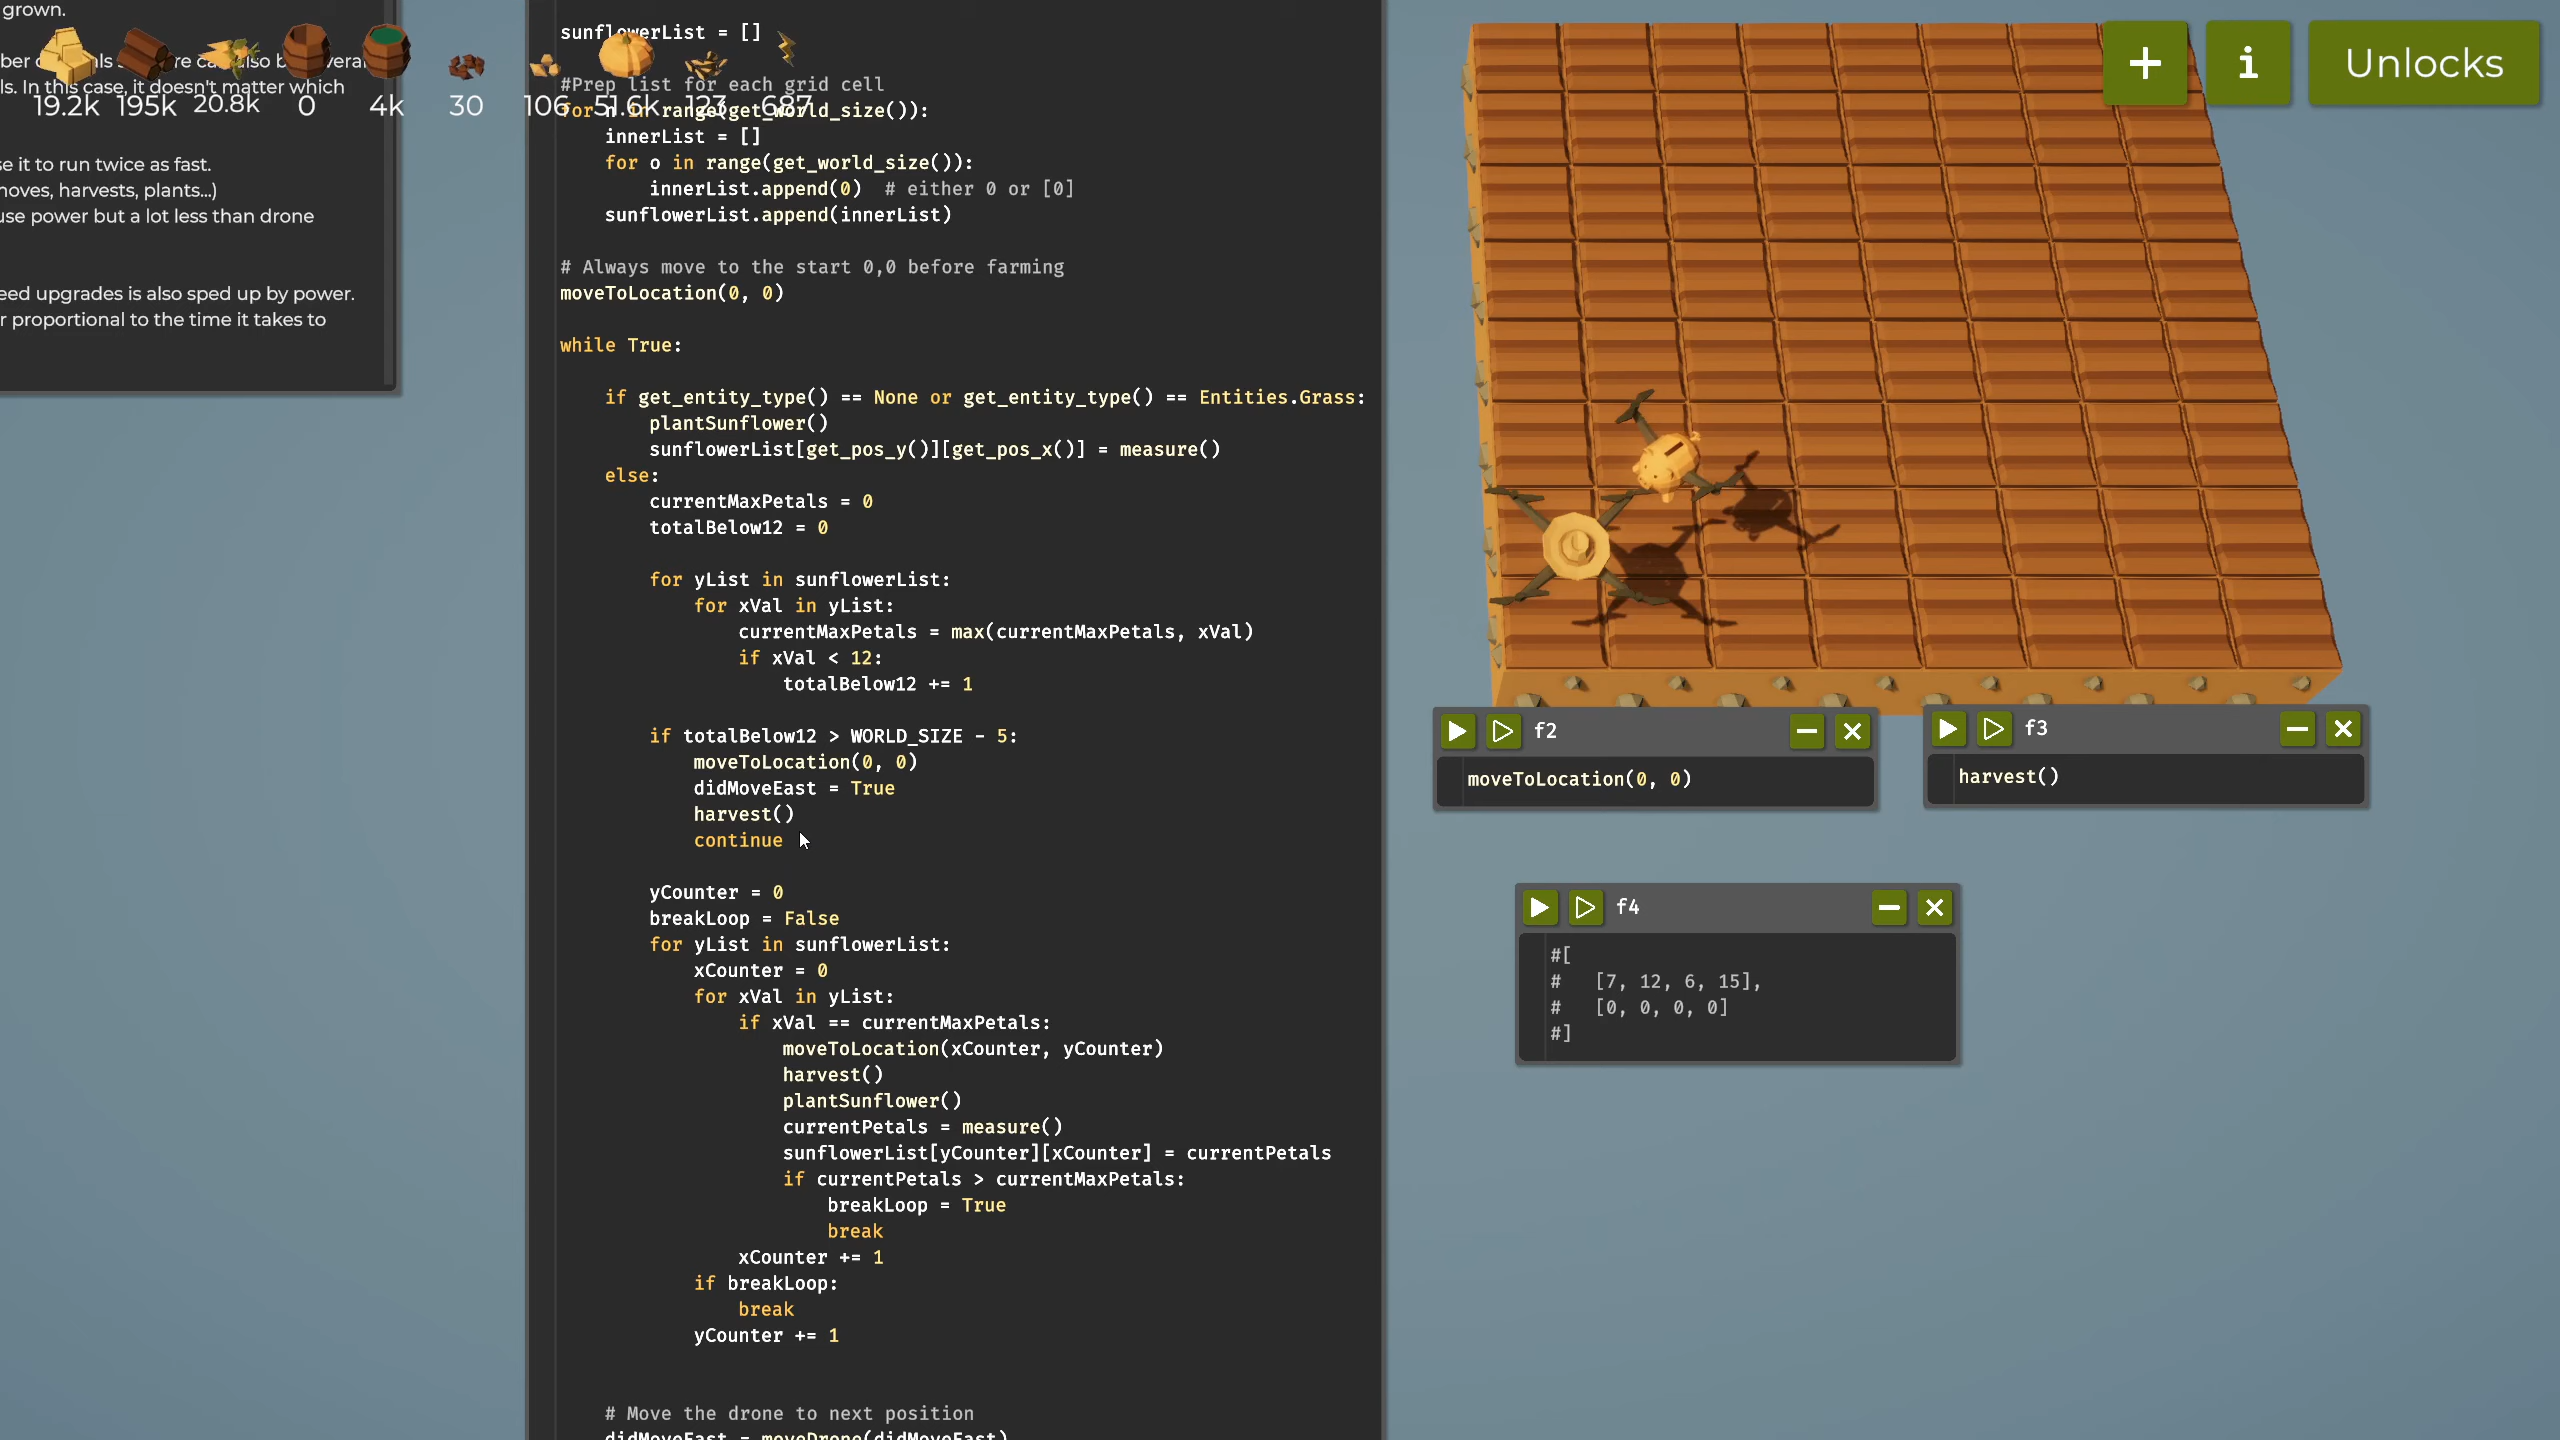 grown.
ls. In this case, it doesn't matter which
19.2k 195k 20.8k 0 4k 30 106 51.6k 123 687
se it to run twice as fast.
noves, harvests, plants...)
use power but a lot less than drone
eed upgrades is also sped up by power.
r proportional to the time it takes to
sunflowerList = []
#Prep list for each grid cell
for n in range(get_world_size()):
innerList = []
for o in range(get_world_size()):
innerList.append(0)  # either 0 or [0]
sunflowerList.append(innerList)
# Always move to the start 0,0 before farming
moveToLocation(0, 0)
while True:
if get_entity_type() == None or get_entity_type() == Entities.Grass:
plantSunflower()
sunflowerList[get_pos_y()][get_pos_x()] = measure()
else:
currentMaxPetals = 0
totalBelow12 = 0
for yList in sunflowerList:
for xVal in yList:
currentMaxPetals = max(currentMaxPetals, xVal)
if xVal < 12:
totalBelow12 += 1
if totalBelow12 > WORLD_SIZE - 5:
moveToLocation(0, 0)
didMoveEast = True
harvest()
continue
yCounter = 0
breakLoop = False
for yList in sunflowerList:
xCounter = 0
for xVal in yList:
if xVal == currentMaxPetals:
moveToLocation(xCounter, yCounter)
harvest()
plantSunflower()
currentPetals = measure()
sunflowerList[yCounter][xCounter] = currentPetals
if currentPetals > currentMaxPetals:
breakLoop = True
break
xCounter += 1
if breakLoop:
break
yCounter += 1
# Move the drone to next position
didMoveEast = moveDrone(didMoveEast)
+ i Unlocks
f2
moveToLocation(0, 0)
f3
harvest()
f4
#[
#   [7, 12, 6, 15],
#   [0, 0, 0, 0]
#]